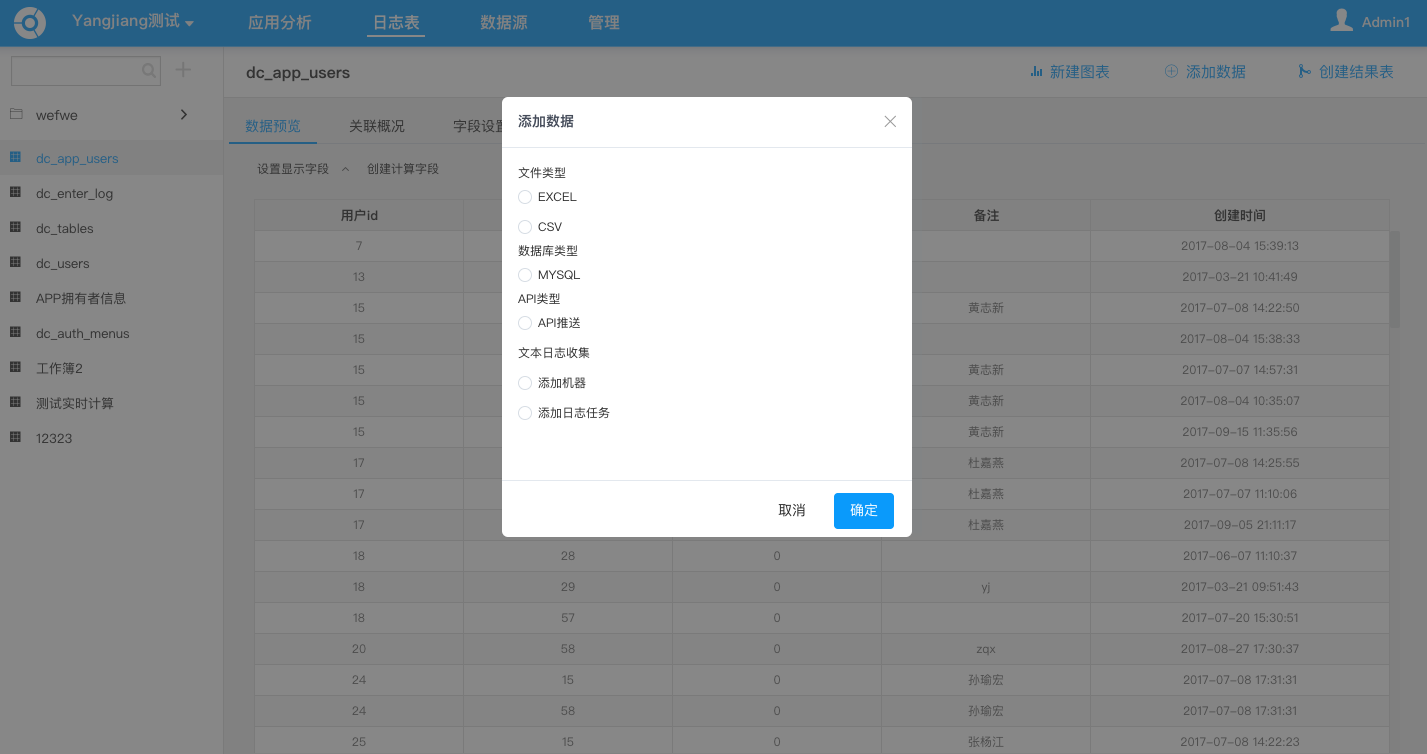 Yangjiang测试 应用分析 日志表 数据源 管理 Admin1
dc_app_users 新建图表 添加数据 创建结果表
wefwe
dc_app_users
dc_enter_log
dc_tables
dc_users
APP拥有者信息
dc_auth_menus
工作簿2
测试实时计算
12323
数据预览 关联概况 字段设置
设置显示字段 创建计算字段
添加数据
文件类型
EXCEL
CSV
数据库类型
MYSQL
API类型
API推送
文本日志收集
添加机器
添加日志任务
取消 确定
用户id 备注 创建时间
7 2017-08-04 15:39:13
13 2017-03-21 10:41:49
15 黄志新 2017-07-08 14:22:50
15 2017-08-04 15:38:33
15 黄志新 2017-07-07 14:57:31
15 黄志新 2017-08-04 10:35:07
15 黄志新 2017-09-15 11:35:56
17 杜嘉燕 2017-07-08 14:25:55
17 杜嘉燕 2017-07-07 11:10:06
17 杜嘉燕 2017-09-05 21:11:17
18 28 0 2017-06-07 11:10:37
18 29 0 yj 2017-03-21 09:51:43
18 57 0 2017-07-20 15:30:51
20 58 0 zqx 2017-08-27 17:30:37
24 15 0 孙瑜宏 2017-07-08 17:31:31
24 58 0 孙瑜宏 2017-07-08 17:31:31
25 15 0 张杨江 2017-07-08 14:22:23